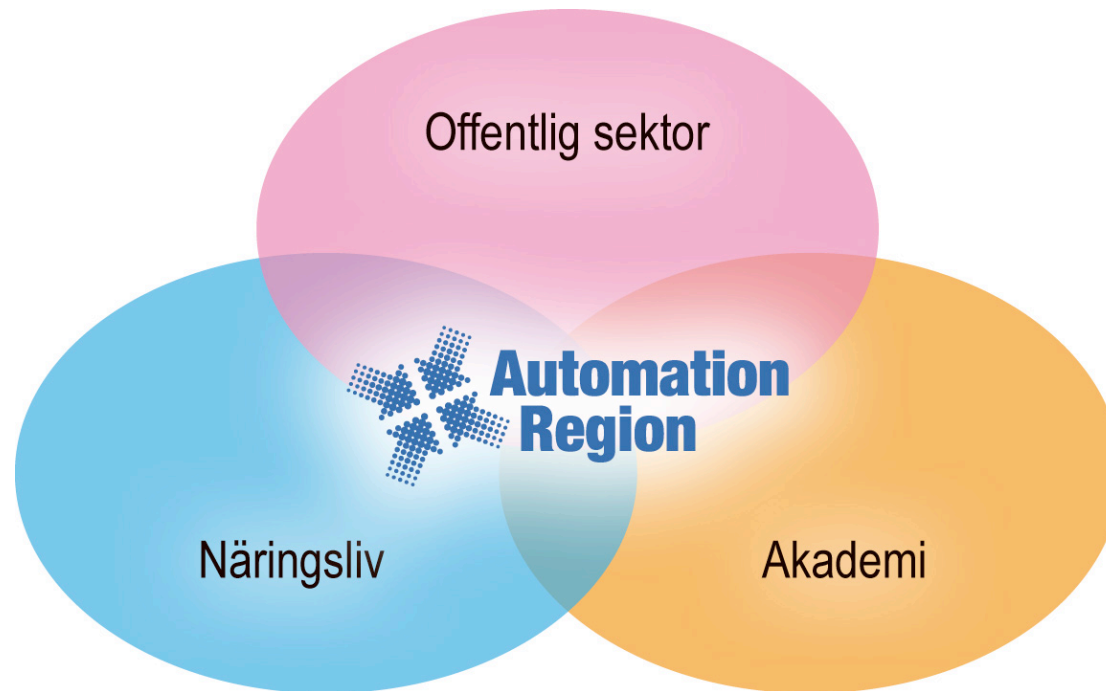 Offentlig sektor
Automation
Region
Näringsliv
Akademi